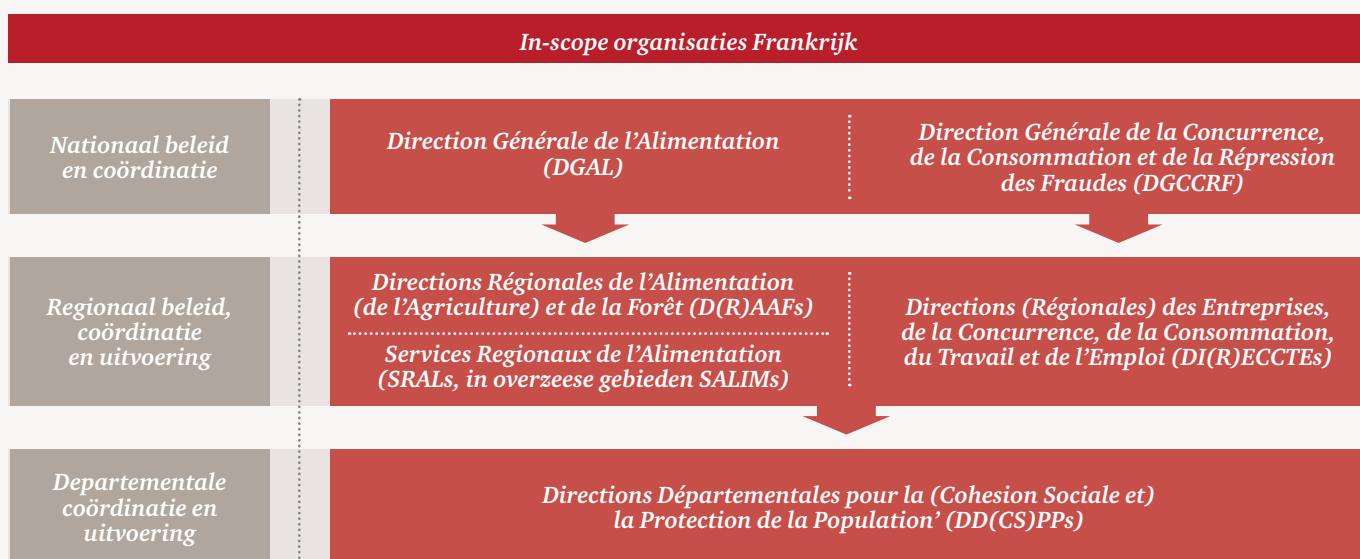 In-scope organisaties Frankrijk
Nationaal beleid
en coördinatie
Direction Générale de l'Alimentation
(DGAL)
Direction Générale de la Concurrence,
de la Consommation et de la Répression
des Fraudes (DGCCRF)
Regionaal beleid,
coördinatie
en uitvoering
Directions Régionales de l'Alimentation
(de l'Agriculture) et de la Forêt (D(R)AAFs)
Services Regionaux de l'Alimentation
(SRALs, in overzeese gebieden SALIMs)
Directions (Régionales) des Entreprises,
de la Concurrence, de la Consommation,
du Travail et de l'Emploi (DI(R)ECCTEs)
Departementale
coördinatie en
uitvoering
Directions Départementales pour la (Cohesion Sociale et)
la Protection de la Population' (DD(CS)PPs)